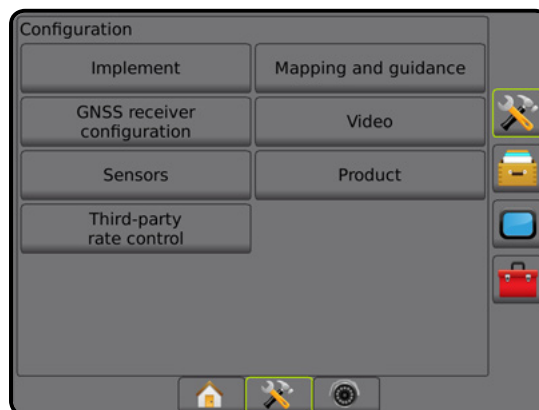 Configuration
Implement
Mapping and guidance
GNSS receiver
configuration
Video
Sensors
Product
Third-party
rate control